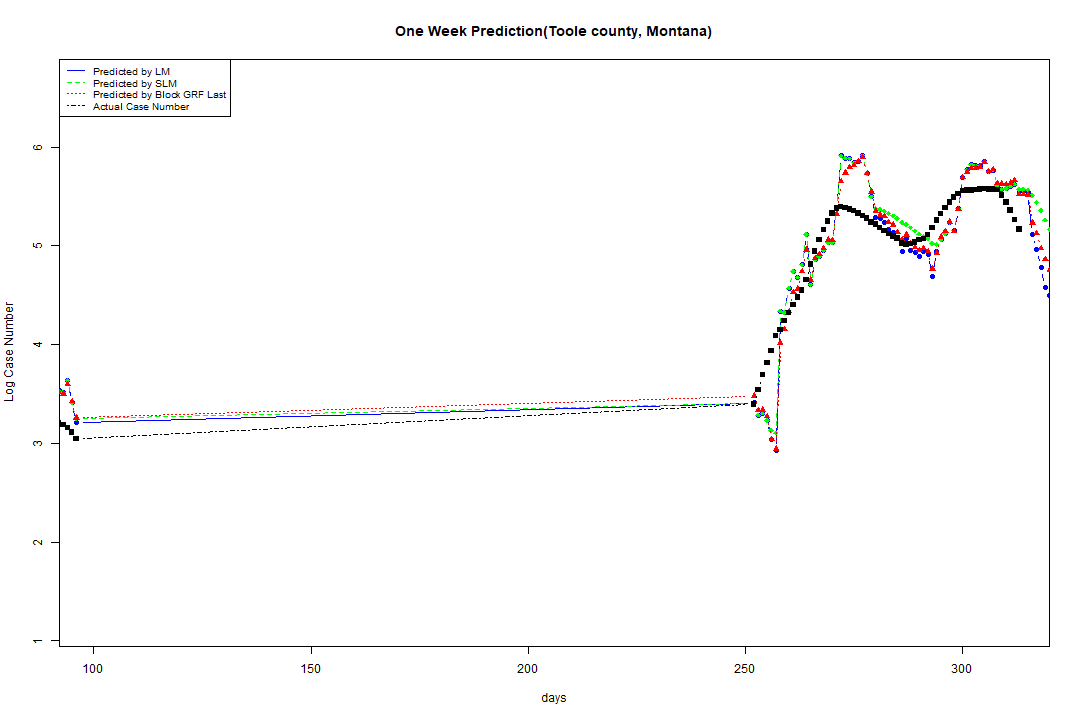 One Week Prediction(Toole county, Montana)
Predicted by LM
Predicted by SLM
Predicted by Block GRF Last
Actual Case Number
Log Case Number
6
5
4
3
2
1
100 150 200 250 300
days